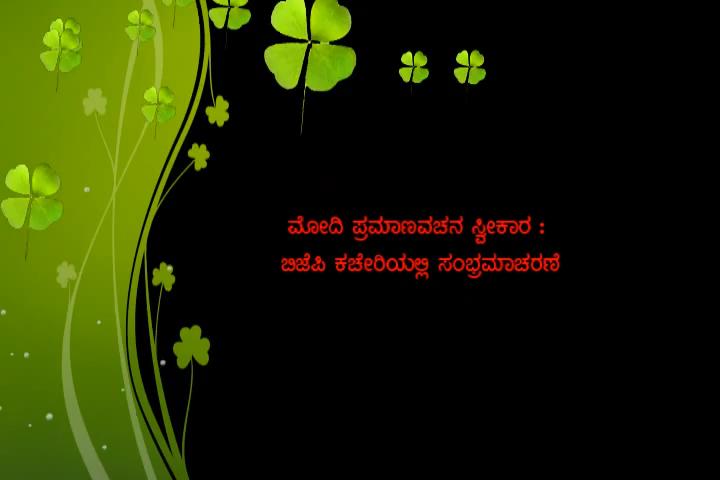 ಮೋದಿ ಪ್ರಮಾಣವಚನ ಸ್ವೀಕಾರ :
ಬಿಜೆಪಿ ಕಚೇರಿಯಲ್ಲಿ ಸಂಭ್ರಮಾಚರಣೆ